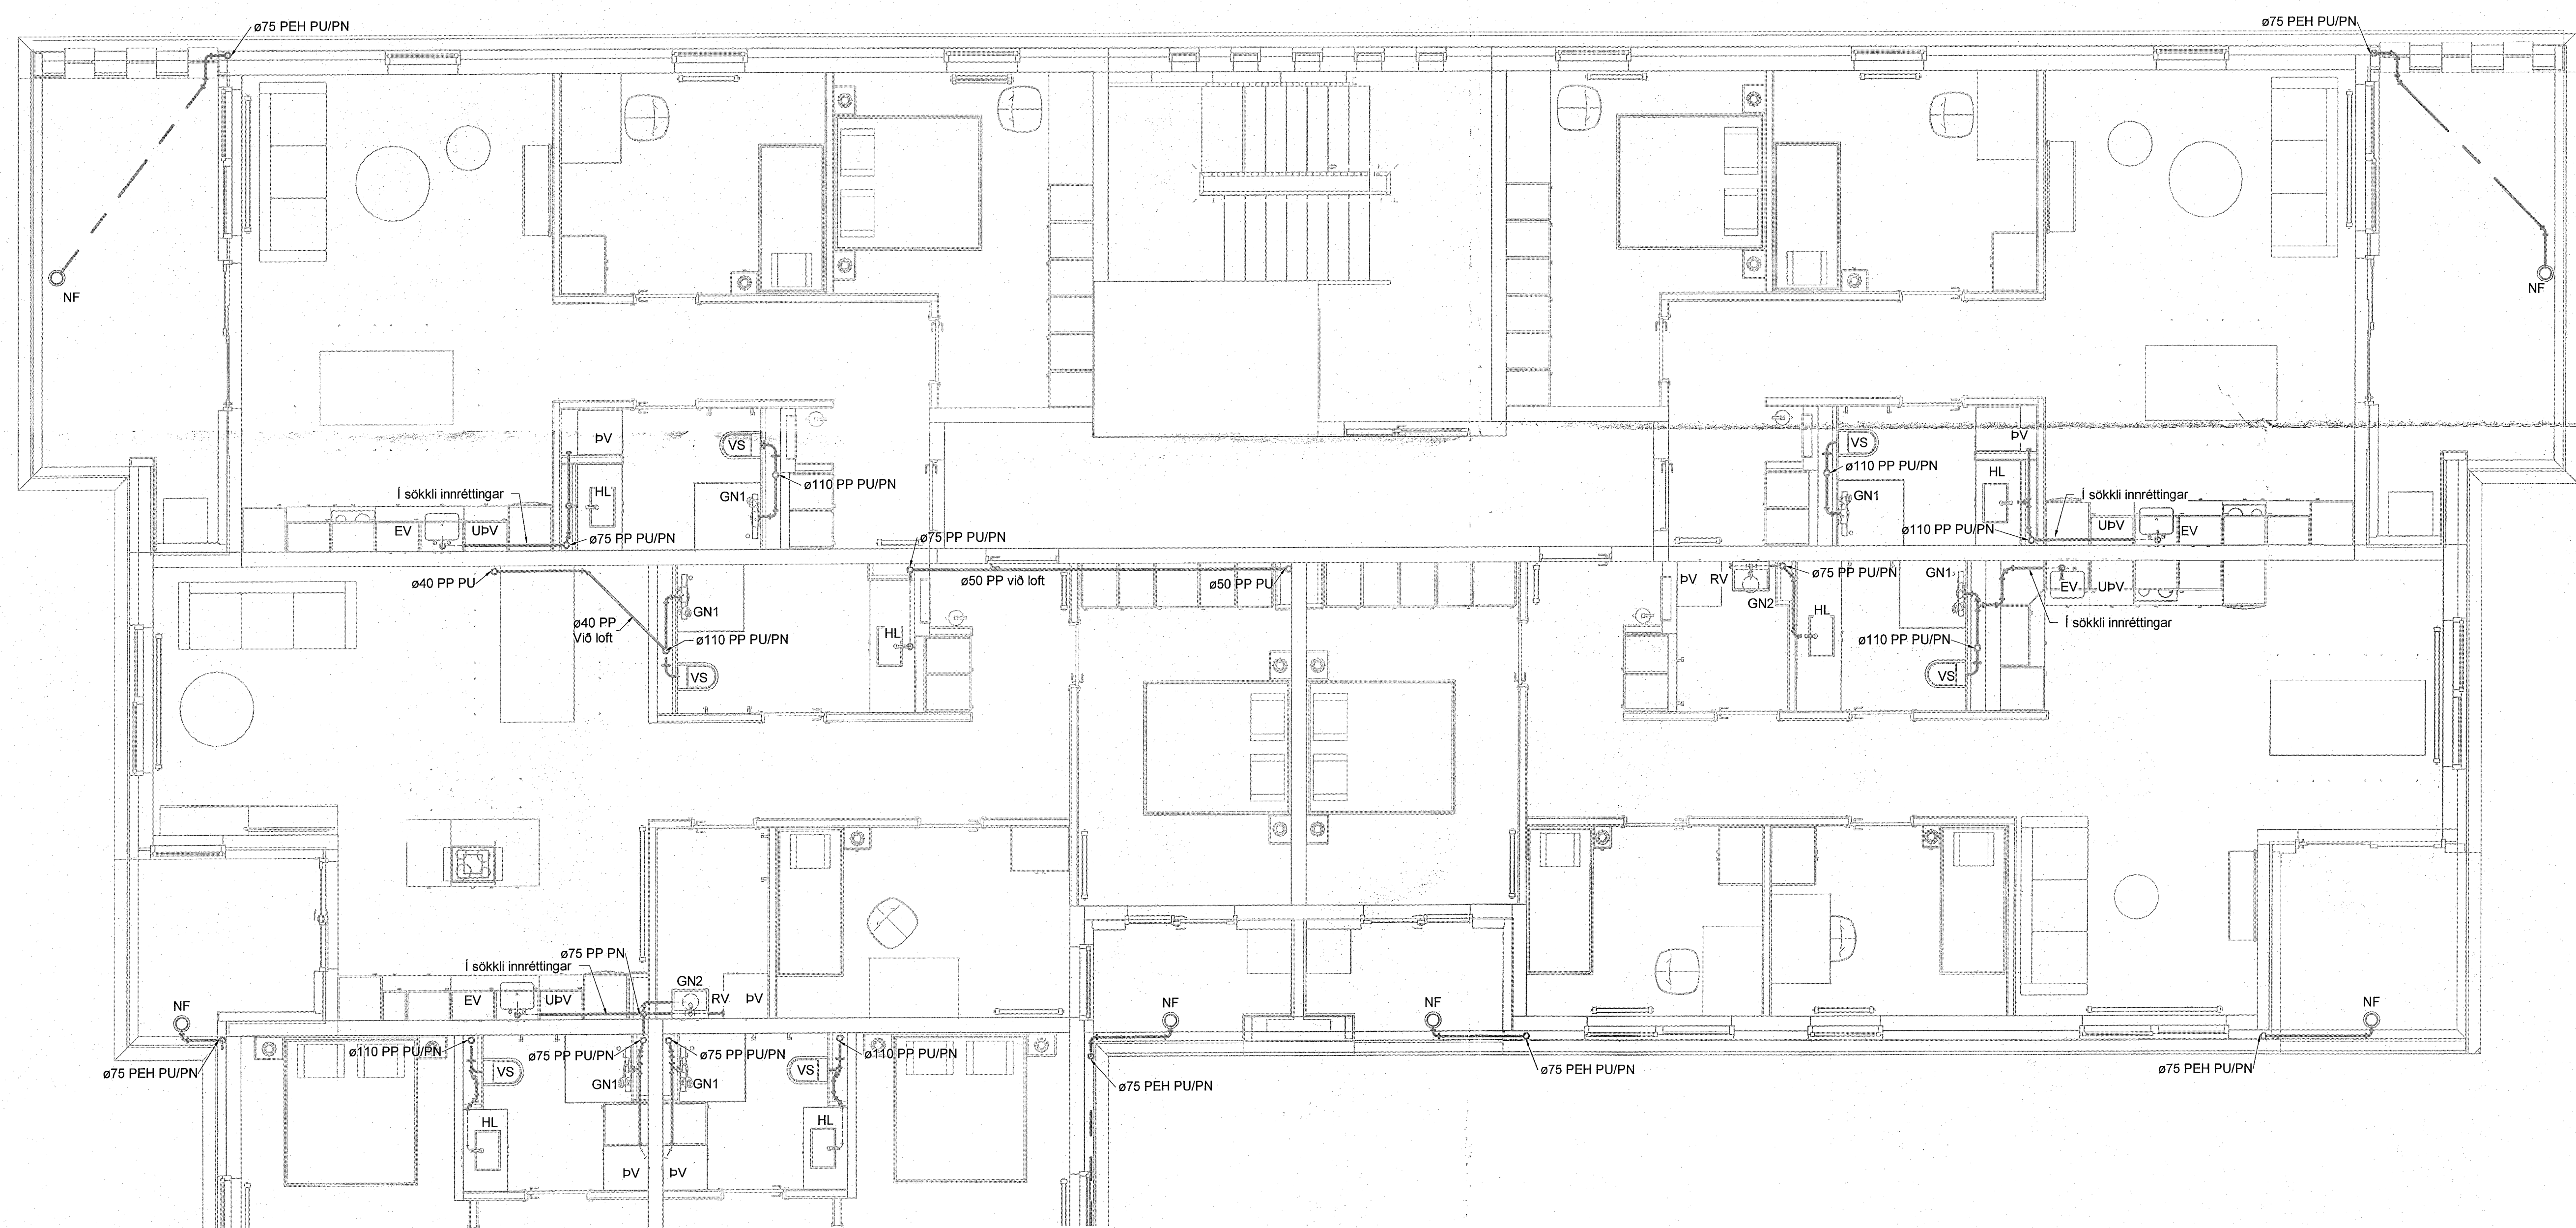 ø75 PEH PU/PN
ø75 PEH PU/PN
NF
NF
ÞV
VS
VS
ÞV
ø110 PP PU/PN
ø110 PP PU/PN
HL
HL
Í sökkli innréttingar
GN1
GN1
Í sökkli innréttingar
EV
UÞV
ø75 PP PU/PN
ø75 PP PU/PN
ø110 PP PU/PN
UÞV
EV
ø40 PP PU
ø50 PP við loft
ø50 PP PU
ÞV
RV
ø75 PP PU/PN
GN1
EV
UÞV
GN2
GN1
HL
ø40 PP
Við loft
Í sökkli innréttingar
HL
ø110 PP PU/PN
ø110 PP PU/PN
VS
VS
ø75 PP PN
Í sökkli innréttingar
GN2
EV
UÞV
RV
ÞV
NF
NF
NF
NF
ø110 PP PU/PN
ø75 PP PU/PN
ø75 PP PU/PN
ø110 PP PU/PN
ø75 PEH PU/PN
VS
VS
ø75 PEH PU/PN
ø75 PEH PU/PN
GN1
GN1
ø75 PEH PU/PN
HL
HL
ÞV
ÞV